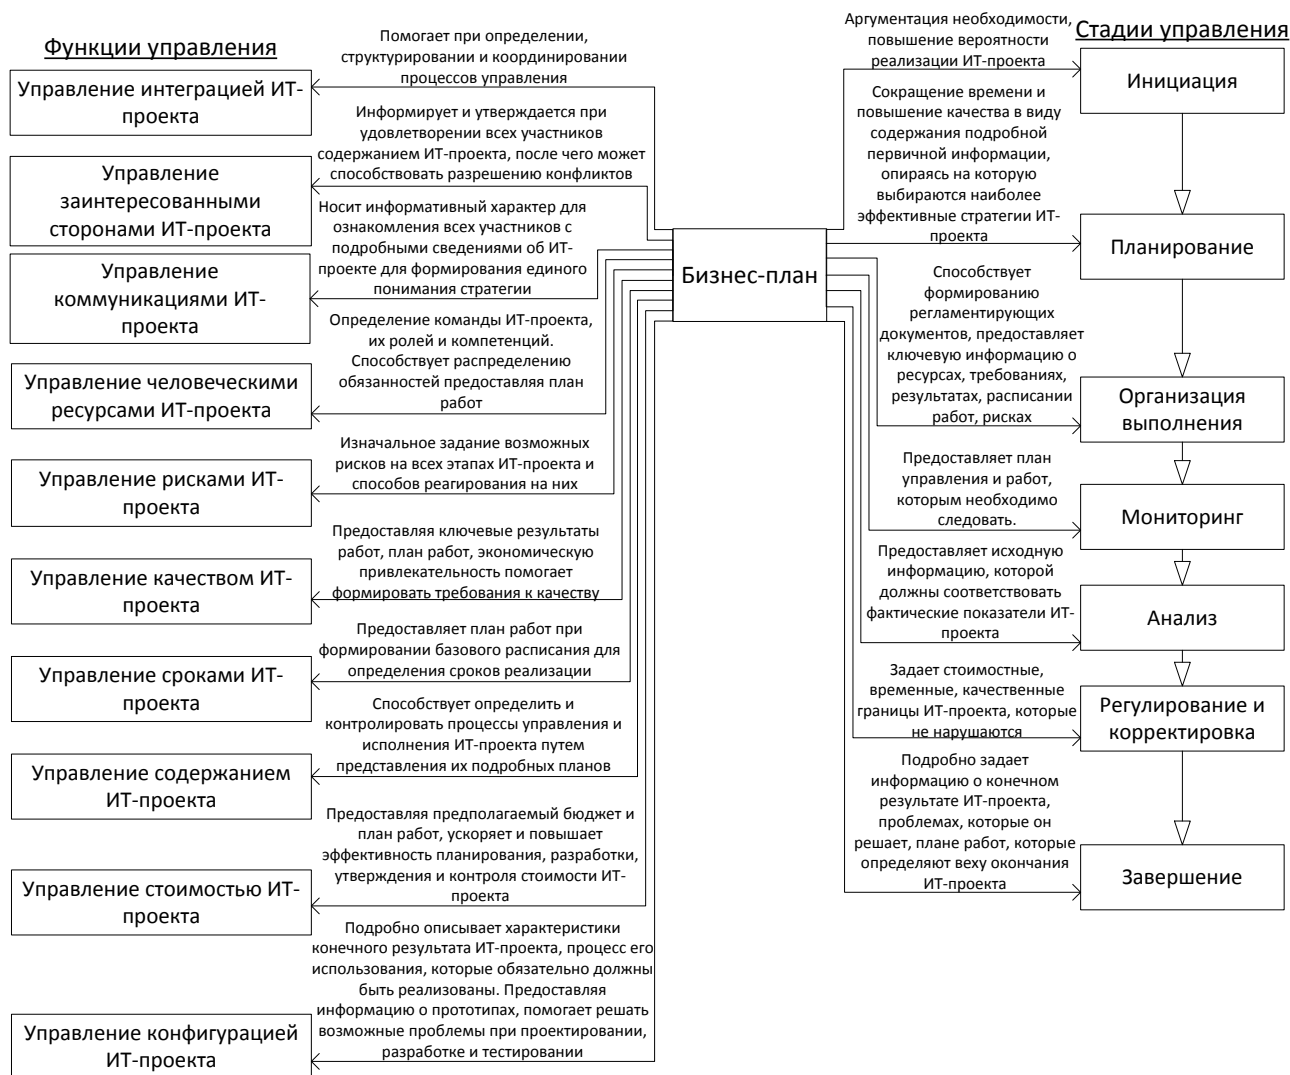 Функции управления
Управление интеграцией ИТ-
проекта
Управление
заинтересованными
сторонами ИТ-проекта
Управление
коммуникациями ИТ-
проекта
Управление человеческими
ресурсами ИТ-проекта
Управление рисками ИТ-
проекта
Управление качеством ИТ-
проекта
Управление сроками ИТ-
проекта
Управление содержанием
ИТ-проекта
Управление стоимостью ИТ-
проекта
Управление конфигурацией
ИТ-проекта
Помогает при определении,
структурировании и координировании
процессов управления
Информирует и утверждается при
удовлетворении всех участников
содержанием ИТ-проекта, после чего может
способствовать разрешению конфликтов
Носит информативный характер для
ознакомления всех участников с
подробными сведениями об ИТ-
проекте для формирования единого
понимания стратегии
Определение команды ИТ-проекта,
их ролей и компетенций.
Способствует распределению
обязанностей предоставляя план
работ
Изначальное задание возможных
рисков на всех этапах ИТ-проекта и
способов реагирования на них
Предоставляя ключевые результаты
работ, план работ, экономическую
привлекательность помогает
формировать требования к качеству
Предоставляет план работ при
формировании базового расписания для
определения сроков реализации
Способствует определить и
контролировать процессы управления и
исполнения ИТ-проекта путем
представления их подробных планов
Предоставляя предполагаемый бюджет и
план работ, ускоряет и повышает
эффективность планирования, разработки,
утверждения и контроля стоимости ИТ-
проекта
Подробно описывает характеристики
конечного результата ИТ-проекта, процесс его
использования, которые обязательно должны
быть реализованы. Предоставляя
информацию о прототипах, помогает решать
возможные проблемы при проектировании,
разработке и тестировании
Бизнес-план
Аргументация необходимости,
повышение вероятности
реализации ИТ-проекта
Сокращение времени и
повышение качества в виду
содержания подробной
первичной информации,
опираясь на которую
выбираются наиболее
эффективные стратегии ИТ-
проекта
Способствует
формированию
регламентирующих
документов, предоставляет
ключевую информацию о
ресурсах, требованиях,
результатах, расписании
работ, рисках
Предоставляет план
управления и работ,
которым необходимо
следовать.
Предоставляет исходную
информацию, которой
должны соответствовать
фактические показатели ИТ-
проекта
Задает стоимостные,
временные, качественные
границы ИТ-проекта, которые
не нарушаются
Подробно задает
информацию о конечном
результате ИТ-проекта,
проблемах, которые он
решает, плане работ, которые
определяют веху окончания
ИТ-проекта
Стадии управления
Инициация
Планирование
Организация
выполнения
Мониторинг
Анализ
Регулирование и
корректировка
Завершение